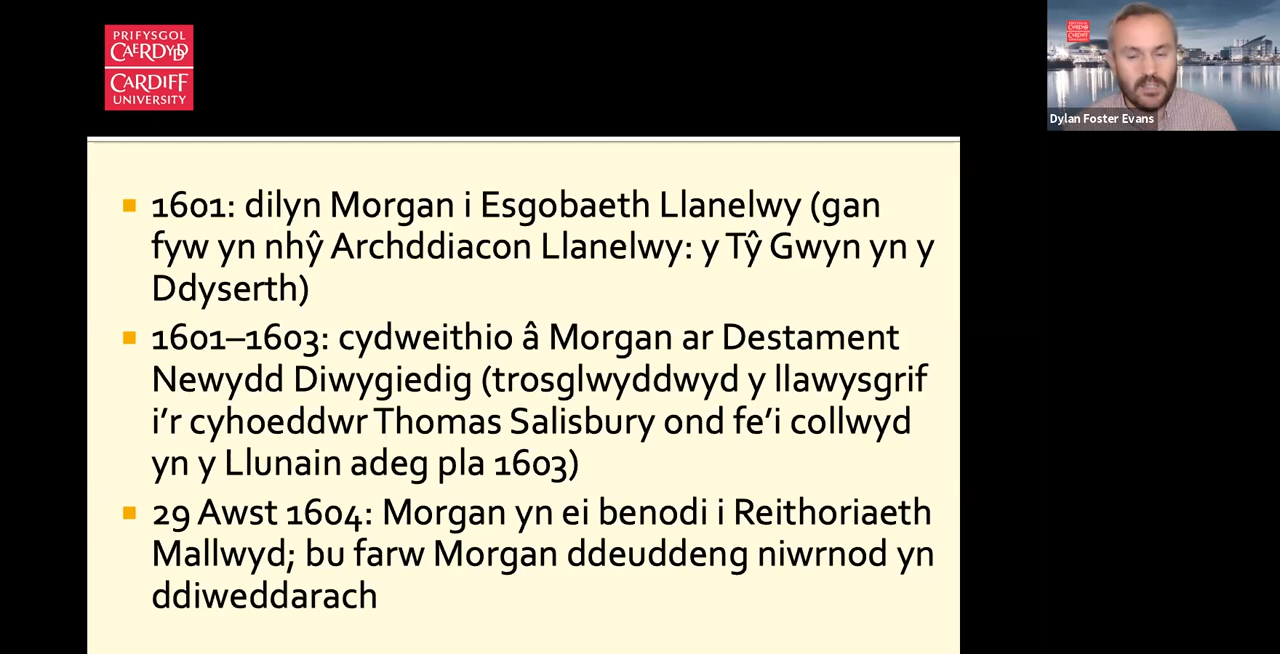 PRIFYSGOL
CAERDYDD
CARDIFF
UNIVERSITY
Dylan Foster Evans
1601: dilyn Morgan i Esgobaeth Llanelwy (gan
fyw yn nhŷ Archddiacon Llanelwy: y Tŷ Gwyn yn y
Ddyserth)
1601–1603: cydweithio â Morgan ar Destament
Newydd Diwygiedig (trosglwyddwyd y llawysgrif
i’r cyhoeddwr Thomas Salisbury ond fe’i collwyd
yn y Llunain adeg pla 1603)
29 Awst 1604: Morgan yn ei benodi i Reithoriaeth
Mallwyd; bu farw Morgan ddeuddeng niwrnod yn
ddiweddarach